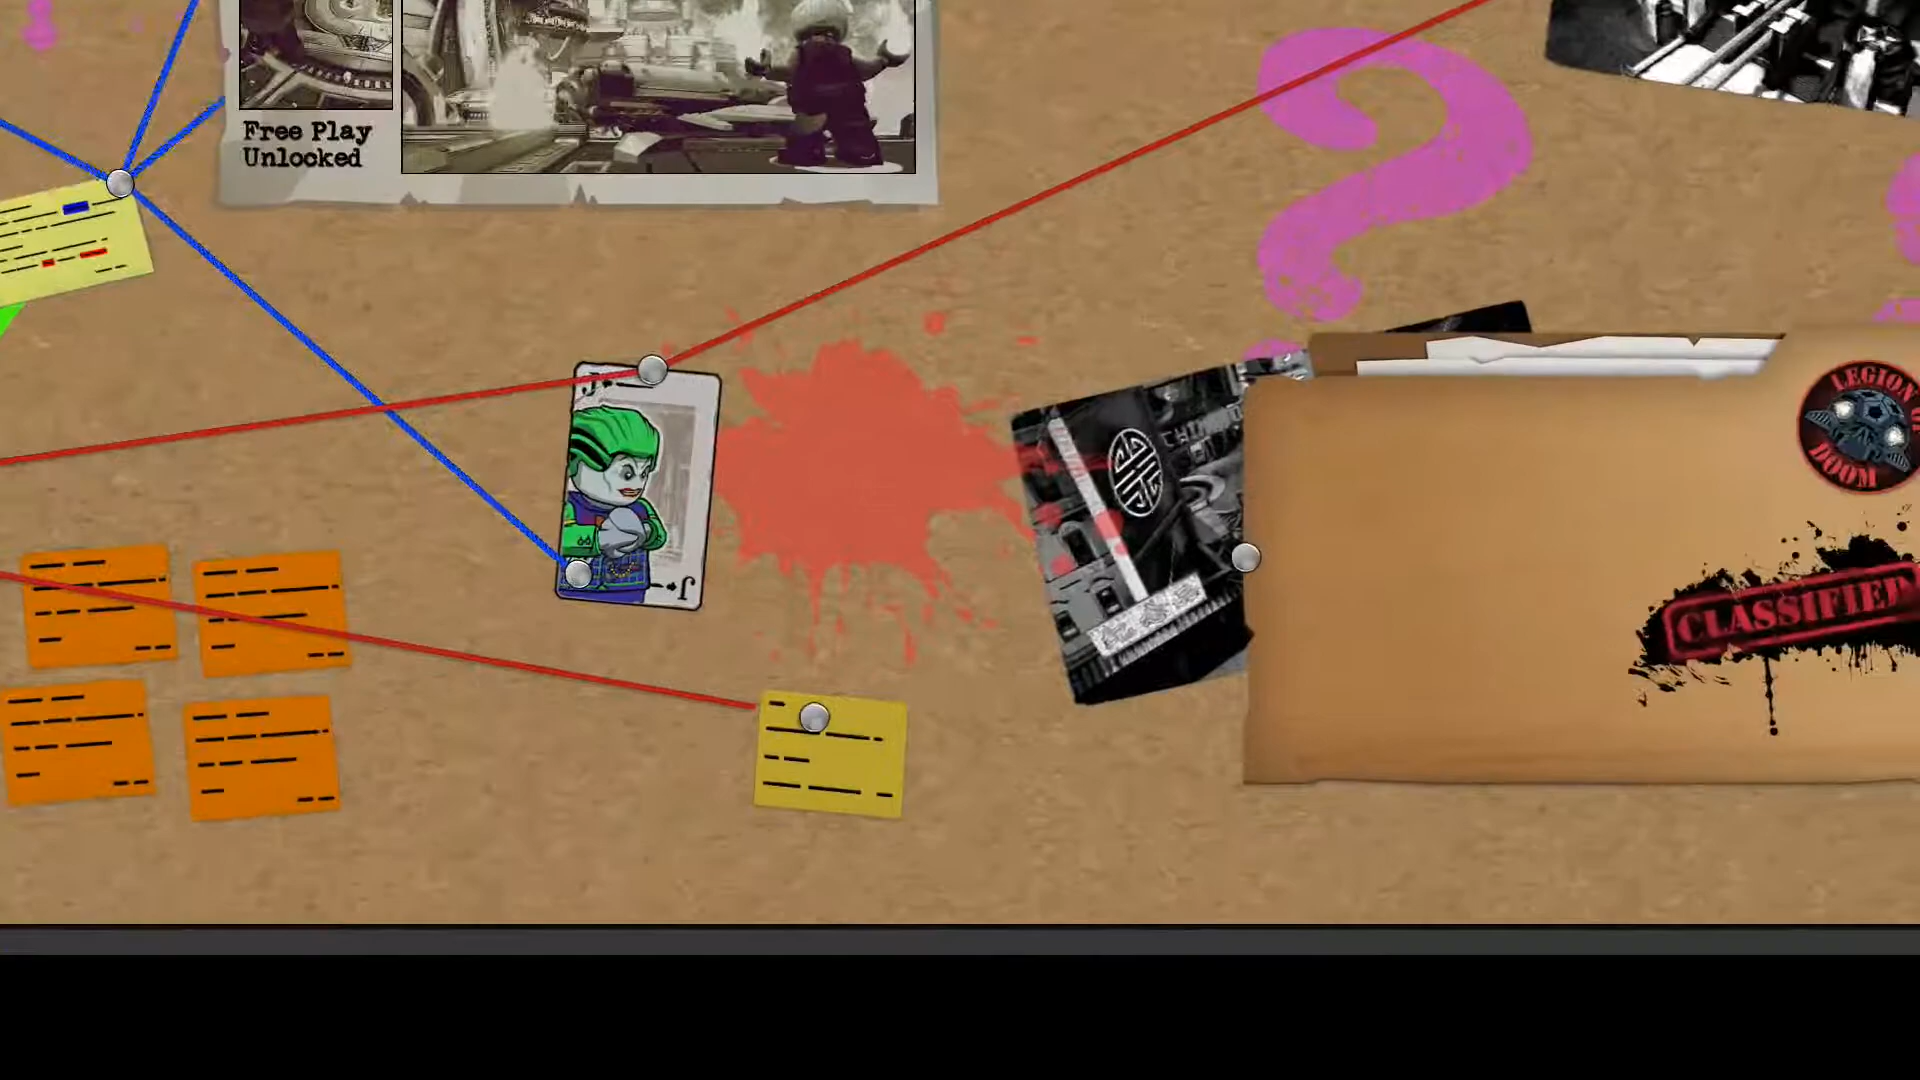 Free Play
Unlocked
J
J
LEGION OF
DOOM
CLASSIFIED